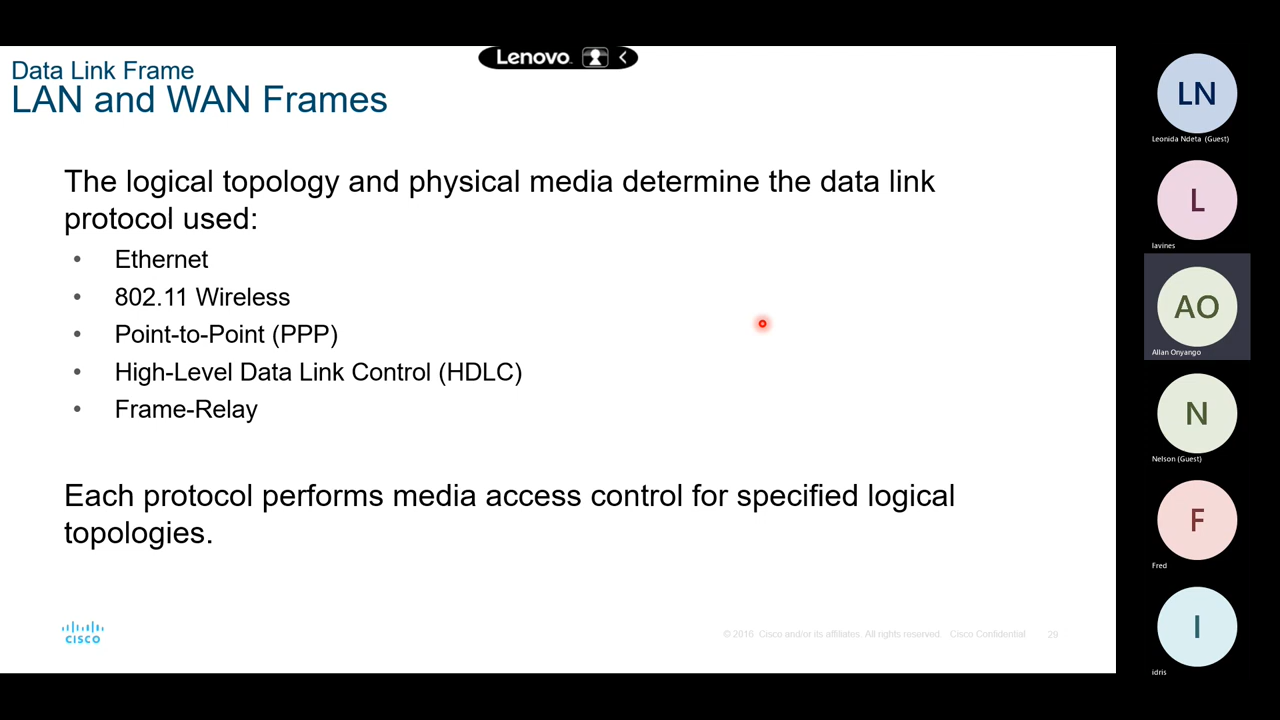 Lenovo
Data Link Frame
LAN and WAN Frames
The logical topology and physical media determine the data link
protocol used:
• Ethernet
• 802.11 Wireless
• Point-to-Point (PPP)
• High-Level Data Link Control (HDLC)
• Frame-Relay
Each protocol performs media access control for specified logical
topologies.
CISCO
© 2016 Cisco and/or its affiliates. All rights reserved. Cisco Confidential 29
LN
Leonida Ndeta (Guest)
L
lavines
AO
Allan Onyango
N
Nelson (Guest)
F
Fred
I
idris